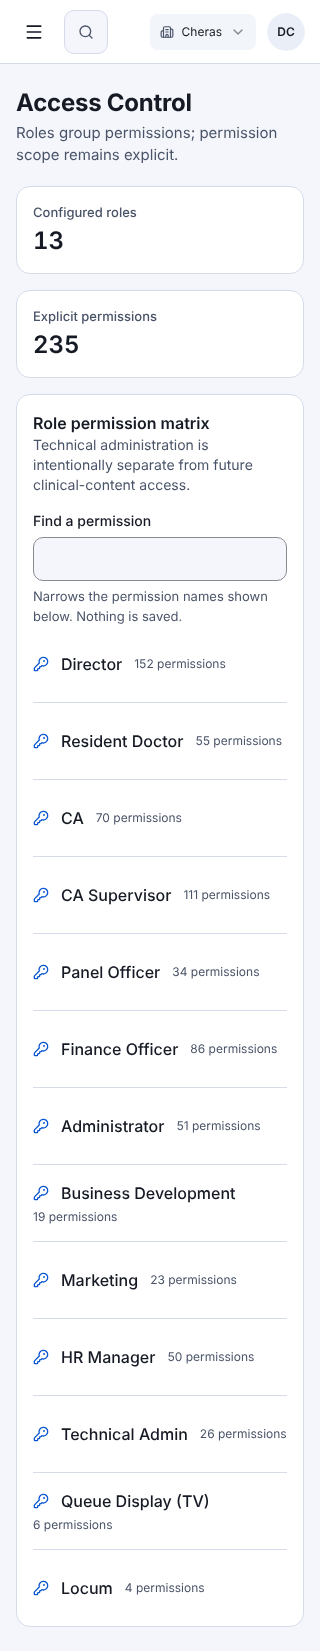 Cheras
DC
Access Control
Roles group permissions; permission
scope remains explicit.
Configured roles
13
Explicit permissions
235
Role permission matrix
Technical administration is
intentionally separate from future
clinical-content access.
Find a permission
Narrows the permission names shown
below. Nothing is saved.
Director 152 permissions
Resident Doctor 55 permissions
CA 70 permissions
CA Supervisor 111 permissions
Panel Officer 34 permissions
Finance Officer 86 permissions
Administrator 51 permissions
Business Development
19 permissions
Marketing 23 permissions
HR Manager 50 permissions
Technical Admin 26 permissions
Queue Display (TV)
6 permissions
Locum 4 permissions